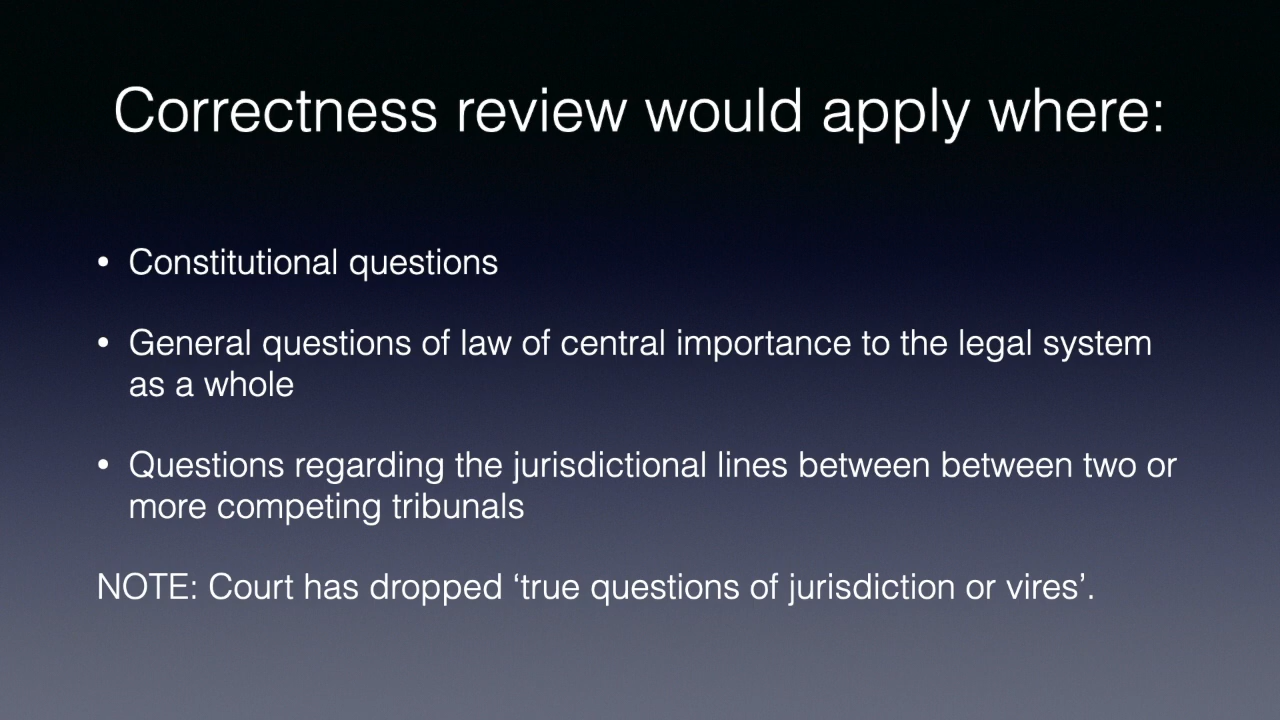 Correctness review would apply where:
• Constitutional questions
• General questions of law of central importance to the legal system
as a whole
• Questions regarding the jurisdictional lines between between two or
more competing tribunals
NOTE: Court has dropped ‘true questions of jurisdiction or vires’.